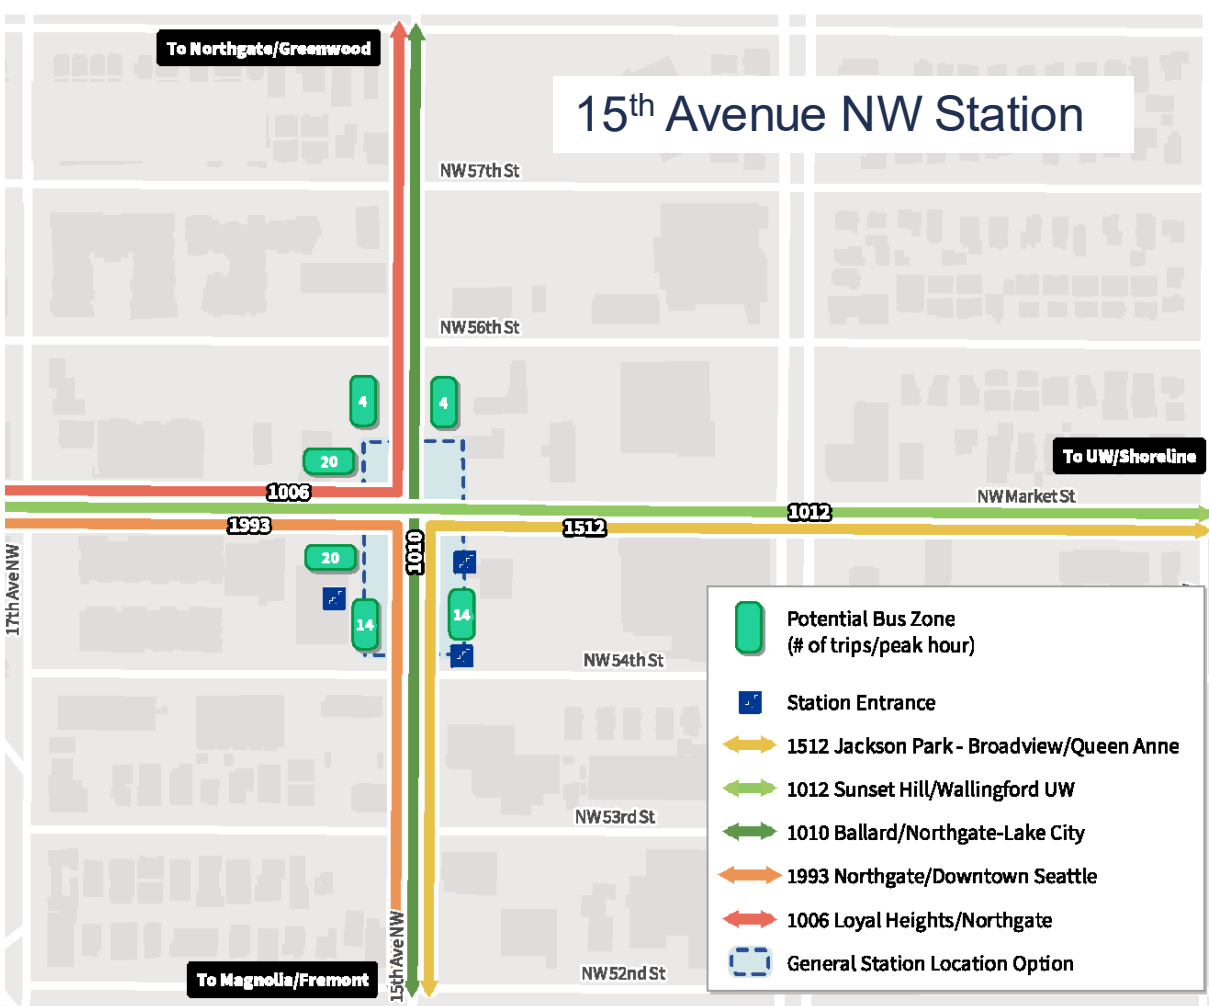 To Northgate/Greenwood
15th Avenue NW Station
NW 57th St
NW 56th St
4
4
20
To UW/Shoreline
1006
NW Market St
1012
1993
1512
1010
20
17th Ave NW
14
14
NW 54th St
Potential Bus Zone
(# of trips/peak hour)
Station Entrance
1512 Jackson Park - Broadview/Queen Anne
1012 Sunset Hill/Wallingford UW
1010 Ballard/Northgate-Lake City
1993 Northgate/Downtown Seattle
1006 Loyal Heights/Northgate
General Station Location Option
NW 53rd St
15th Ave NW
To Magnolia/Fremont
NW 52nd St